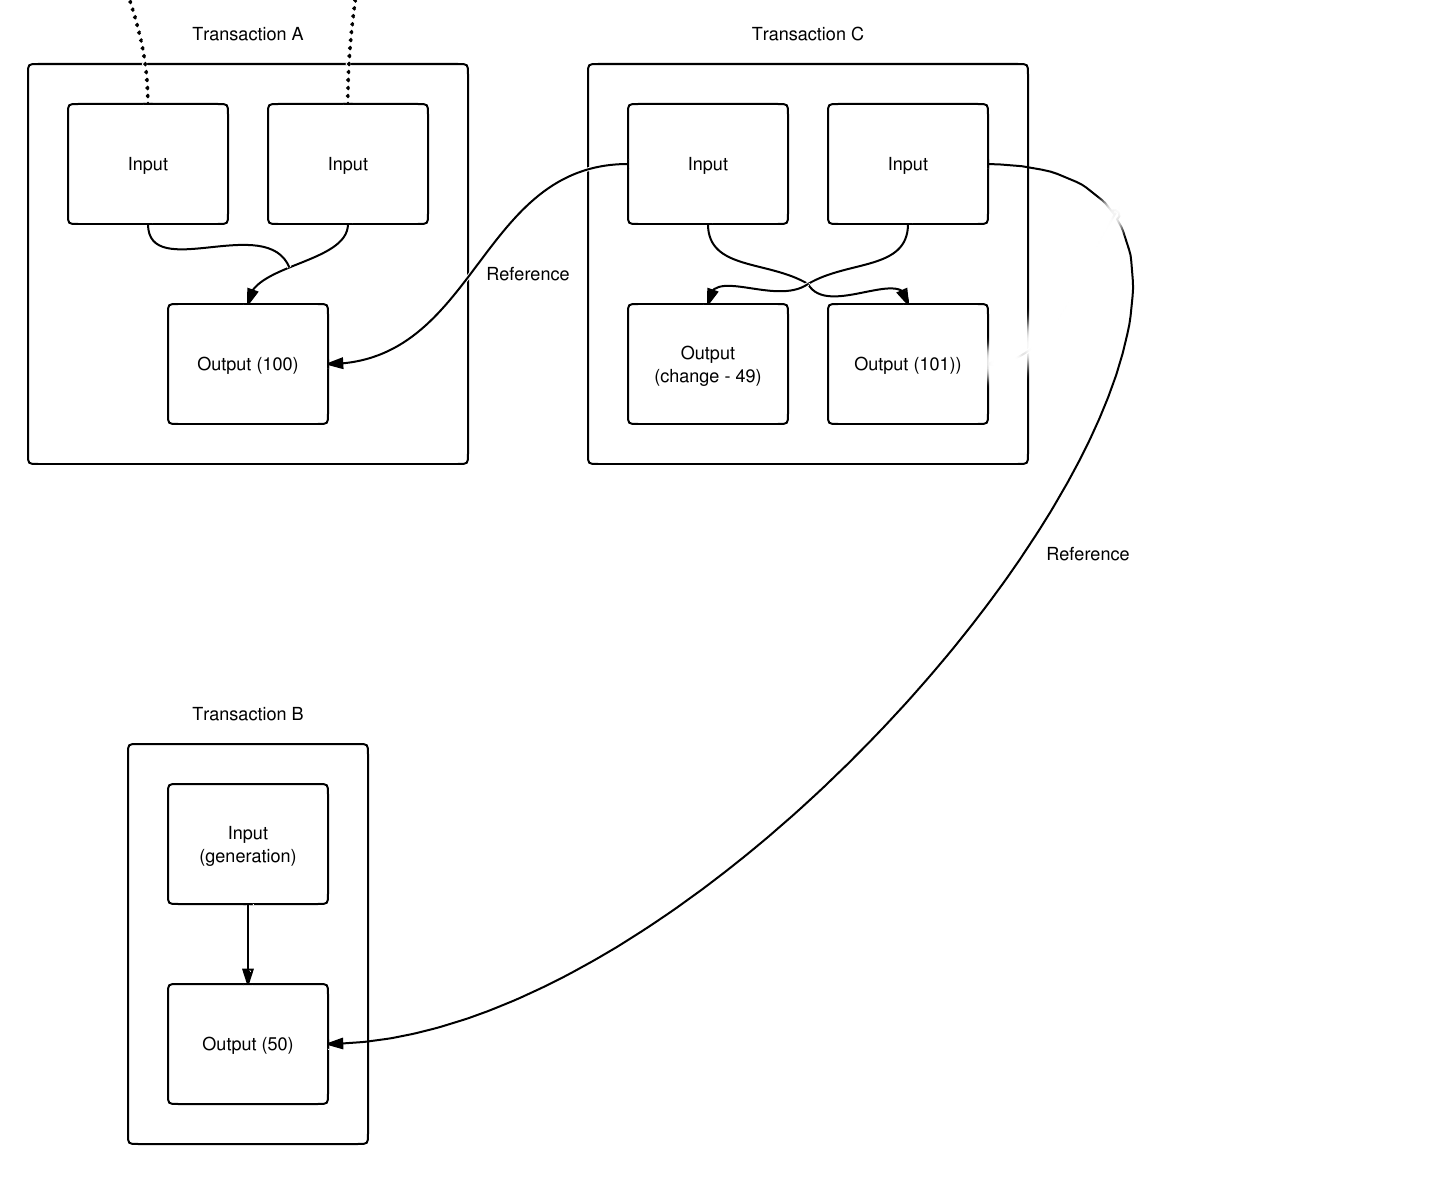 Transaction A
Transaction C
Input
Input
Input
Input
Reference
Output (100)
Output
(change - 49)
Output (101))
Reference
Transaction B
Input
(generation)
Output (50)